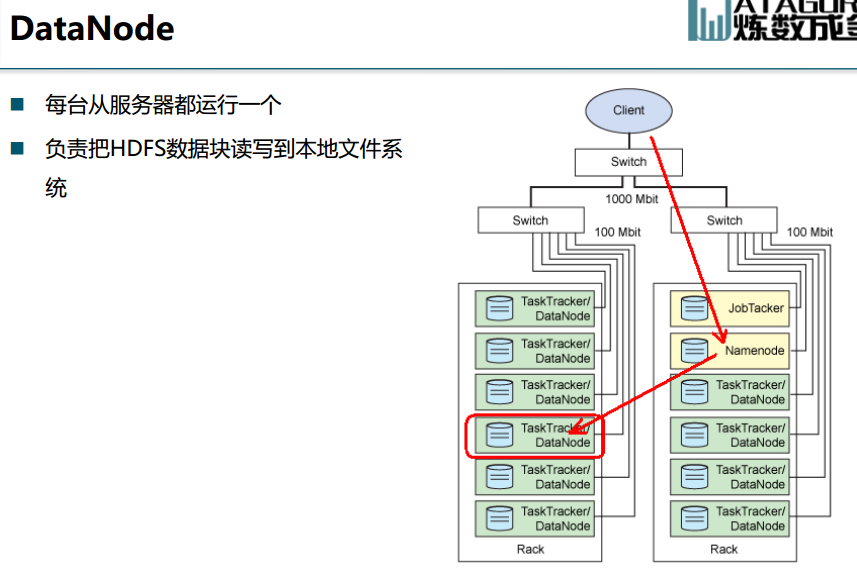 DataNode
炼数成金
每台从服务器都运行一个
负责把HDFS数据块读写到本地文件系
统
Client
Switch
1000 Mbit
Switch
Switch
100 Mbit
100 Mbit
TaskTracker/
DataNode
TaskTracker/
DataNode
TaskTracker/
DataNode
TaskTracker/
DataNode
TaskTracker/
DataNode
TaskTracker/
DataNode
Rack
JobTacker
Namenode
TaskTracker/
DataNode
TaskTracker/
DataNode
TaskTracker/
DataNode
TaskTracker/
DataNode
Rack